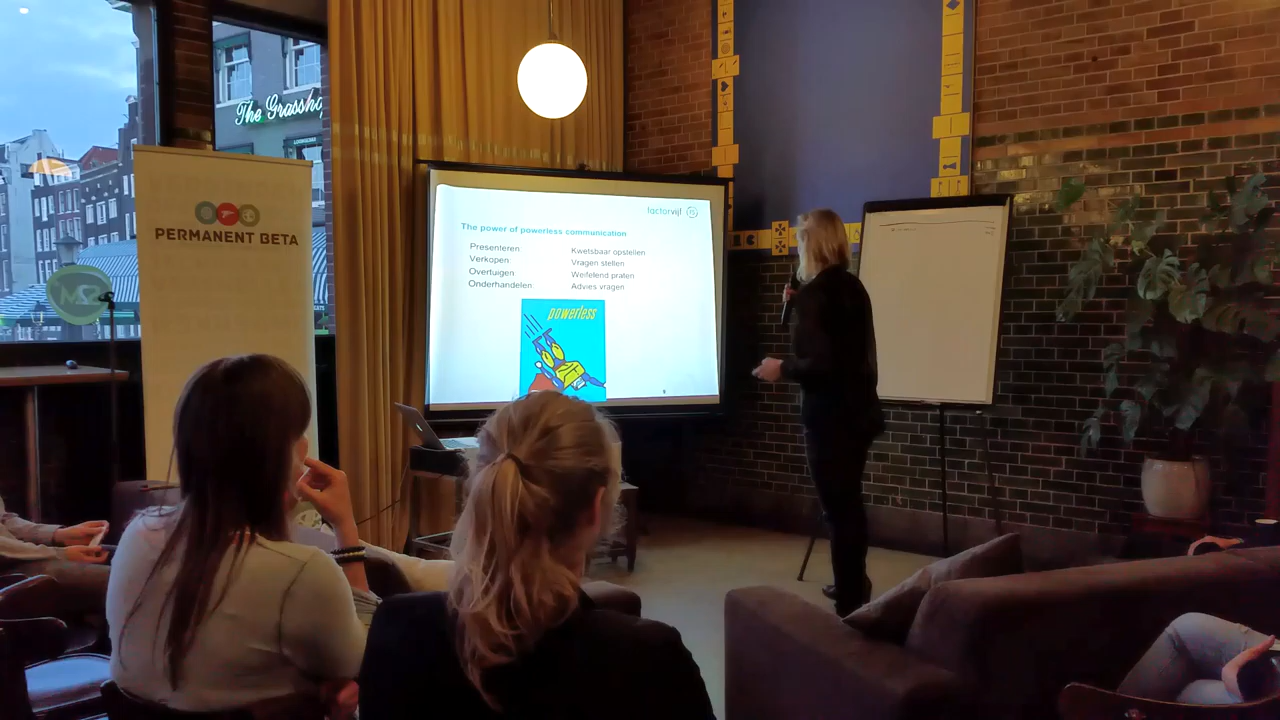 The Grassho
PERMANENT BETA
factorvijf
The power of powerless communication
Presenteren Kwetsbaar opstellen
Verkopen Vragen stellen
Overtuigen Weifelend praten
Onderhandelen Advies vragen
powerless